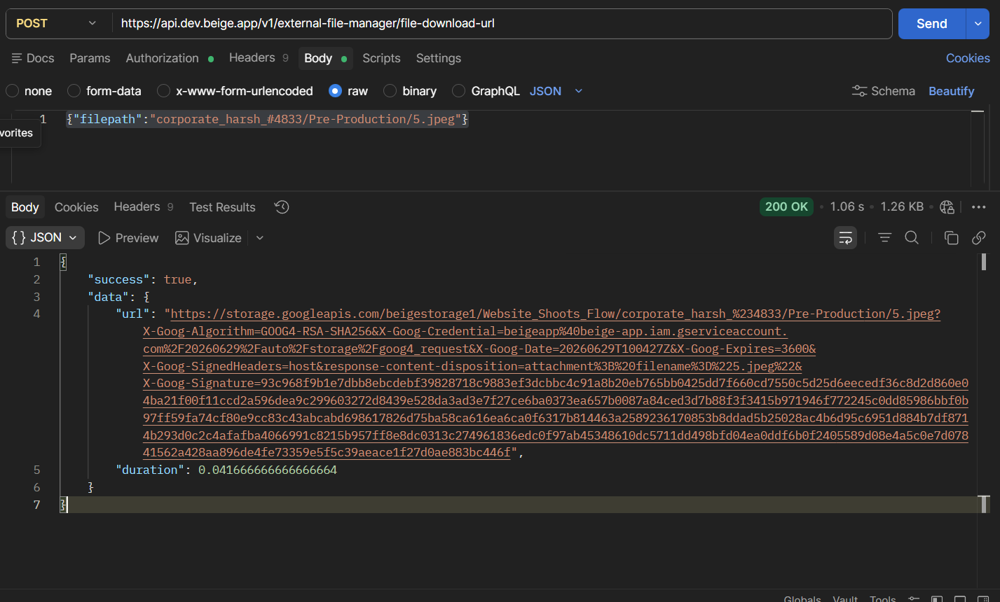 POST https://api.dev.beige.app/v1/external-file-manager/file-download-url Send
Docs Params Authorization Headers 9 Body Scripts Settings Cookies
none form-data x-www-form-urlencoded raw binary GraphQL JSON Schema Beautify
1 {"filepath":"corporate_harsh_#4833/Pre-Production/5.jpeg"}
vorites
Body Cookies Headers 9 Test Results 200 OK 1.06 s 1.26 KB
{} JSON Preview Visualize
1 {
2 "success": true,
3 "data": {
4 "url": "https://storage.googleapis.com/beigestorage1/Website_Shoots_Flow/corporate_harsh_%234833/Pre-Production/5.jpeg?
X-Goog-Algorithm=GOOG4-RSA-SHA256&X-Goog-Credential=beigeapp%40beige-app.iam.gserviceaccount.
com%2F20260629%2Fauto%2Fstorage%2Fgoog4_request&X-Goog-Date=20260629T100427Z&X-Goog-Expires=3600&
X-Goog-SignedHeaders=host&response-content-disposition=attachment%3B%20filename%3D%225.jpeg%22&
X-Goog-Signature=93c968f9b1e7dbb8ebcdebf39828718c9883ef3dcbbc4c91a8b20eb765bb0425dd7f660cd7550c5d25d6eecedf36c8d2d860e0
4ba21f00f11ccd2a596dea9c299603272d8439e528da3ad3e7f27ce6ba0373ea657b0087a84ced3d7b88f3f3415b971946f772245c0dd85986bbf0b
97ff59fa74cf80e9cc83c43abcabd698617826d75ba58ca616ea6ca0f6317b814463a2589236170853b8ddad5b25028ac4b6d95c6951d884b7df871
4b293d0c2c4afafba4066991c8215b957ff8e8dc0313c274961836edc0f97ab45348610dc5711dd498bfd04ea0ddf6b0f2405589d08e4a5c0e7d078
41562a428aa896de4fe73359e5f5c39aeace1f27d0ae883bc446f",
5 "duration": 0.041666666666666664
6 }
7 }
Globals Vault Tools